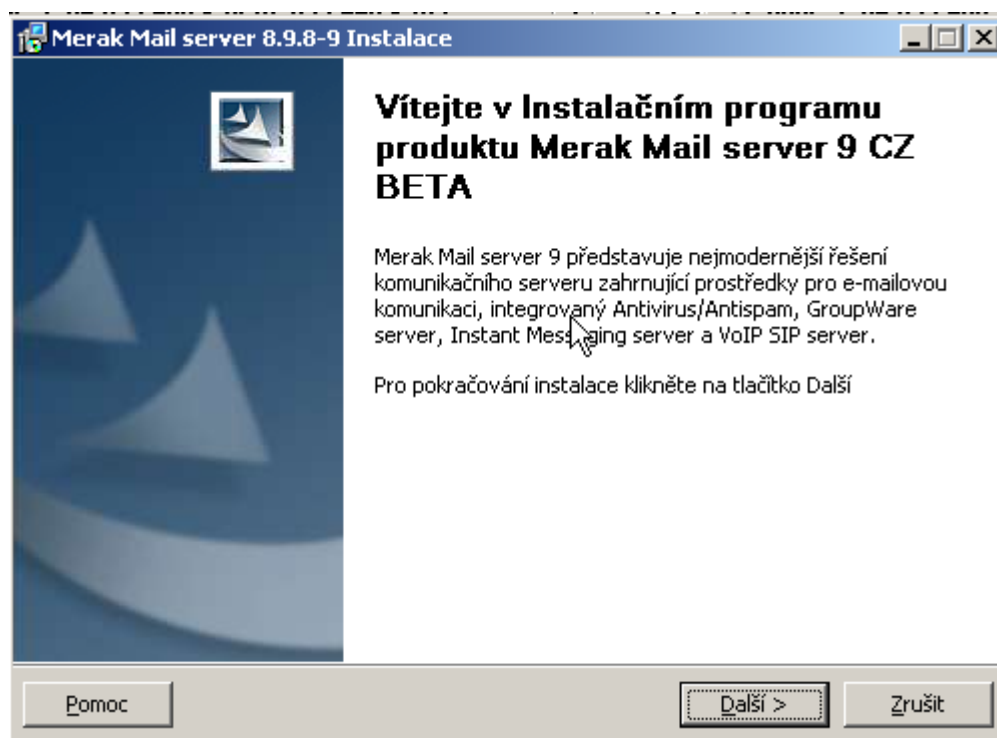 Merak Mail server 8.9.8-9 Instalace
Vítejte v Instalačním programu
produktu Merak Mail server 9 CZ
BETA
Merak Mail server 9 představuje nejmodernější řešení
komunikačního serveru zahrnující prostředky pro e-mailovou
komunikaci, integrovaný Antivirus/Antispam, GroupWare
server, Instant Messaging server a VoIP SIP server.
Pro pokračování instalace klikněte na tlačítko Další
Pomoc
Další >
Zrušit